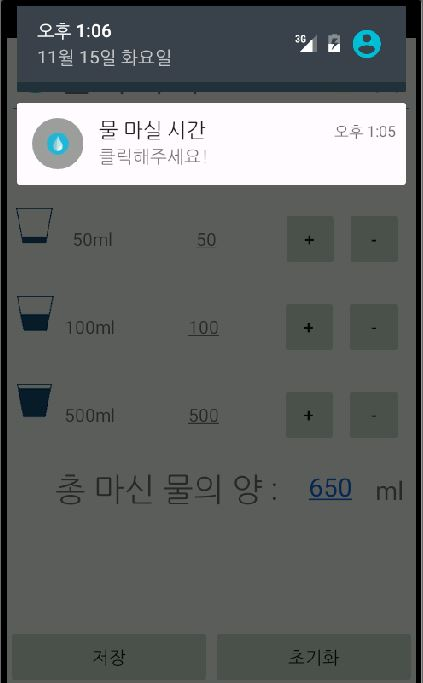 오후 1:06
11월 15일 화요일
3G
물 마실 시간
오후 1:05
클릭해주세요!
50ml 50 + -
100ml 100 + -
500ml 500 + -
총 마신 물의 양 : 650 ml
저장 초기화